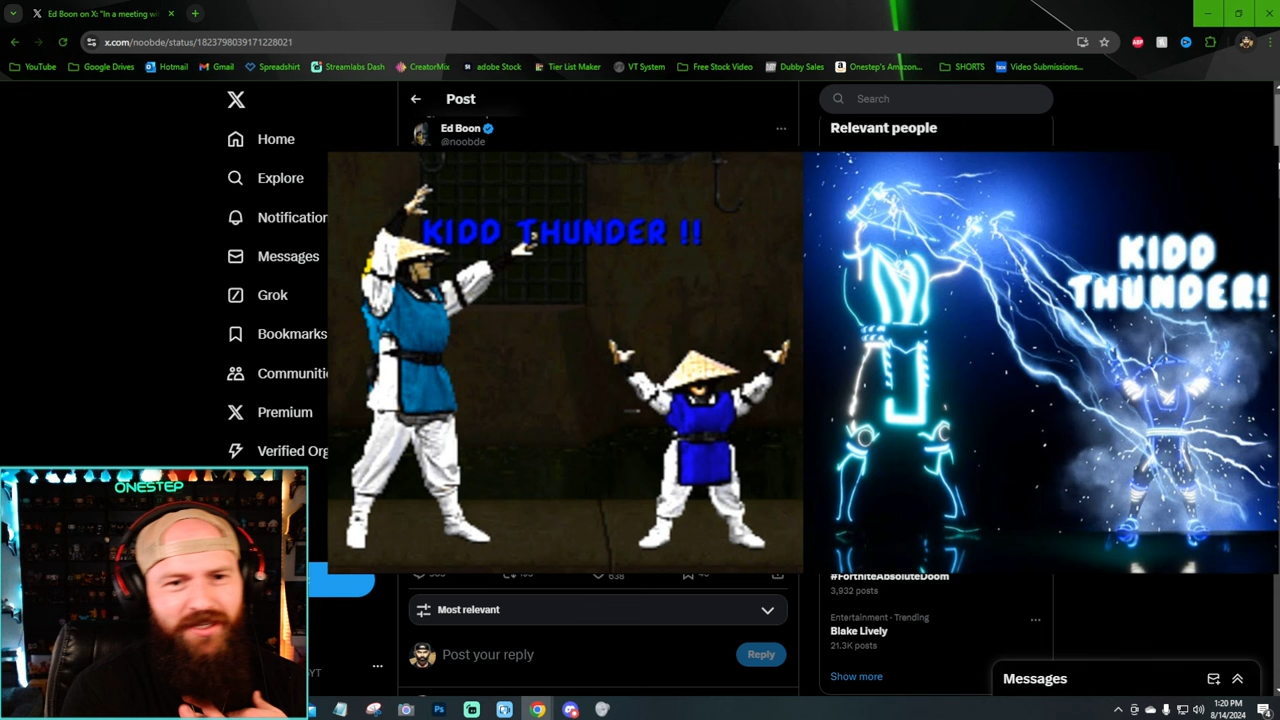 Ed Boon on X: "In a meeting wi
x.com/noobde/status/1823798039171228021
YouTube
Google Drives
Hotmail
Gmail
Spreadshirt
Streamlabs Dash
CreatorMix
St adobe Stock
Tier List Maker
VT System
Free Stock Video
Dubby Sales
Onestep's Amazon...
SHORTS
Video Submissions...
Home
Explore
Notification
Messages
Grok
Bookmarks
Communiti
Premium
Verified Org
Post
Ed Boon
@noobde
Search
Relevant people
KIDD THUNDER !!
KIDD
THUNDER!
ONESTEP
638
Most relevant
Post your reply
Reply
#FortniteAbsoluteDoom
3,932 posts
Entertainment · Trending
Blake Lively
21.3K posts
Show more
Messages
YT
1:20 PM
8/14/2024